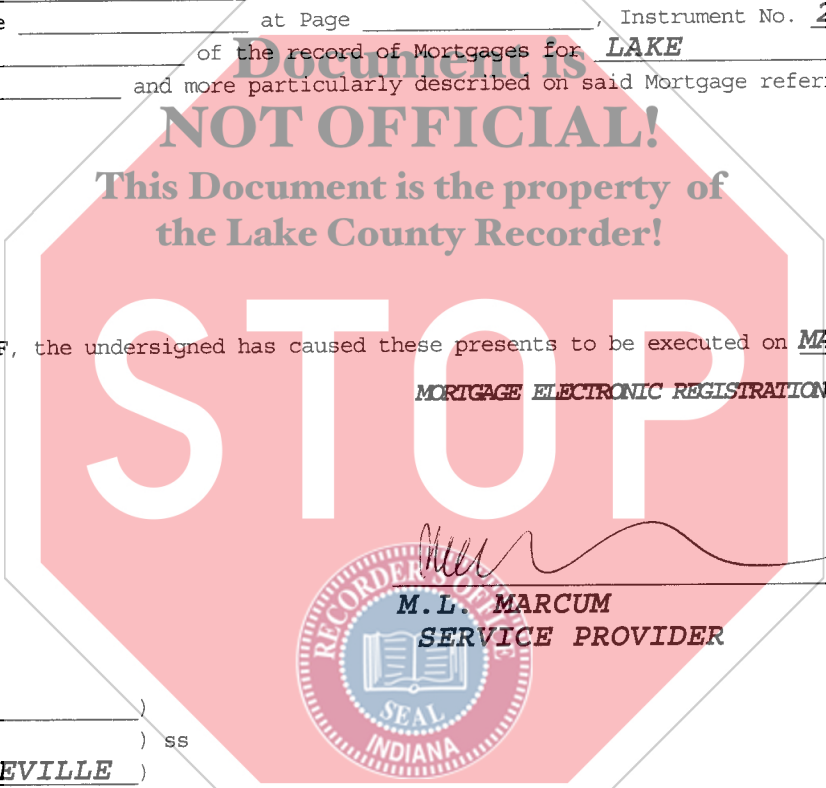 at Page , Instrument No. 2
of the record of Mortgages for LAKE
Document is
and more particularly described on said Mortgage referr
NOT OFFICIAL!
This Document is the property of
the Lake County Recorder!
STOP
F, the undersigned has caused these presents to be executed on MA
MORTGAGE ELECTRONIC REGISTRATION
RECORDER'S OFFICE
M.L. MARCUM
SERVICE PROVIDER
SEAL
INDIANA
)
) ss
EVILLE )